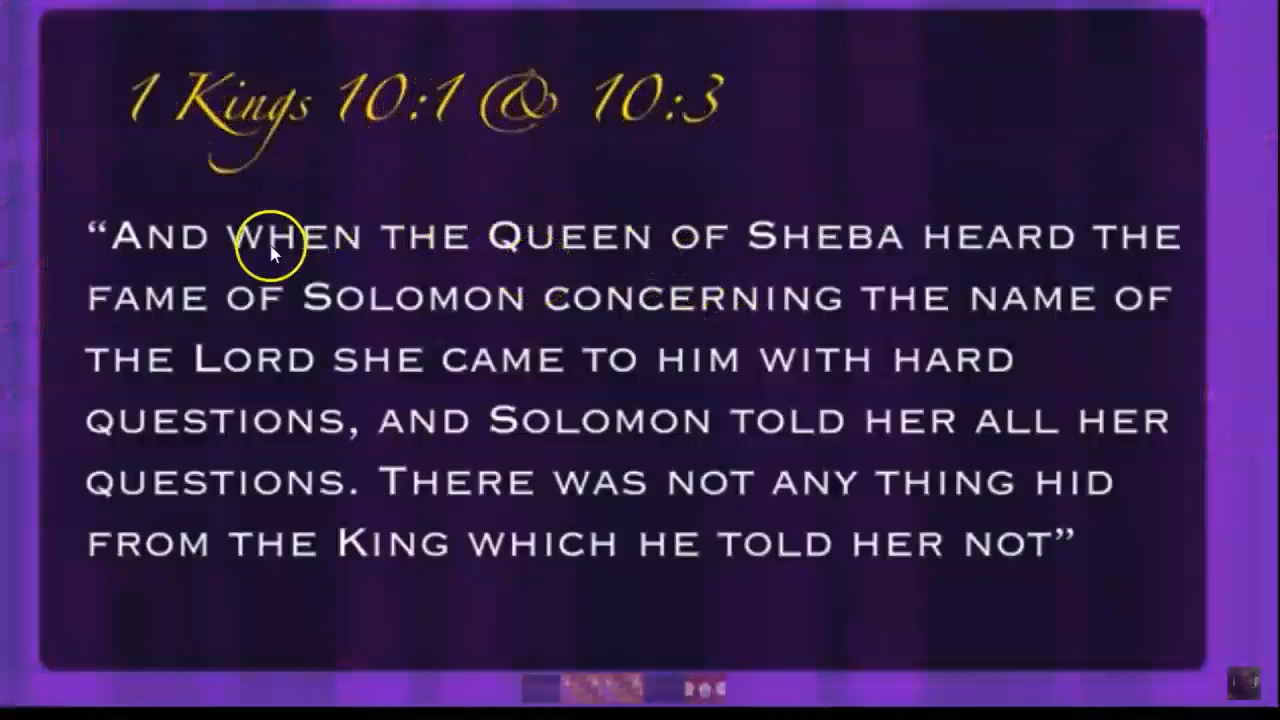 1 Kings 10:1 & 10:3
“And when the Queen of Sheba heard the
fame of Solomon concerning the name of
the Lord she came to him with hard
questions, and Solomon told her all her
questions. There was not any thing hid
from the King which he told her not”